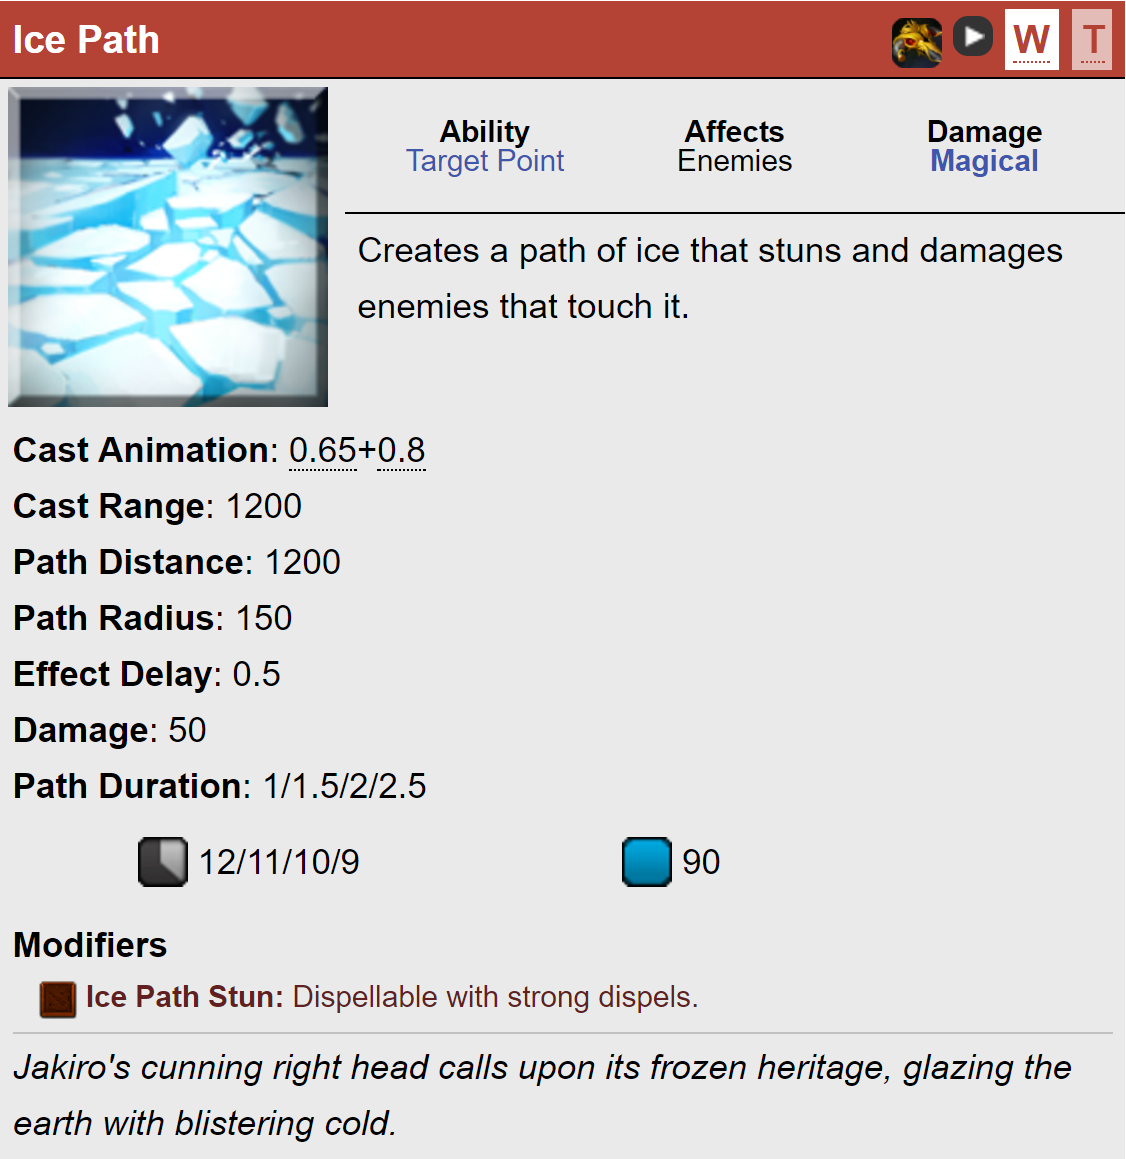 Ice Path
W
T
Ability
Target Point
Affects
Enemies
Damage
Magical
Creates a path of ice that stuns and damages
enemies that touch it.
Cast Animation: 0.65+0.8
Cast Range: 1200
Path Distance: 1200
Path Radius: 150
Effect Delay: 0.5
Damage: 50
Path Duration: 1/1.5/2/2.5
12/11/10/9
90
Modifiers
Ice Path Stun: Dispellable with strong dispels.
Jakiro's cunning right head calls upon its frozen heritage, glazing the
earth with blistering cold.